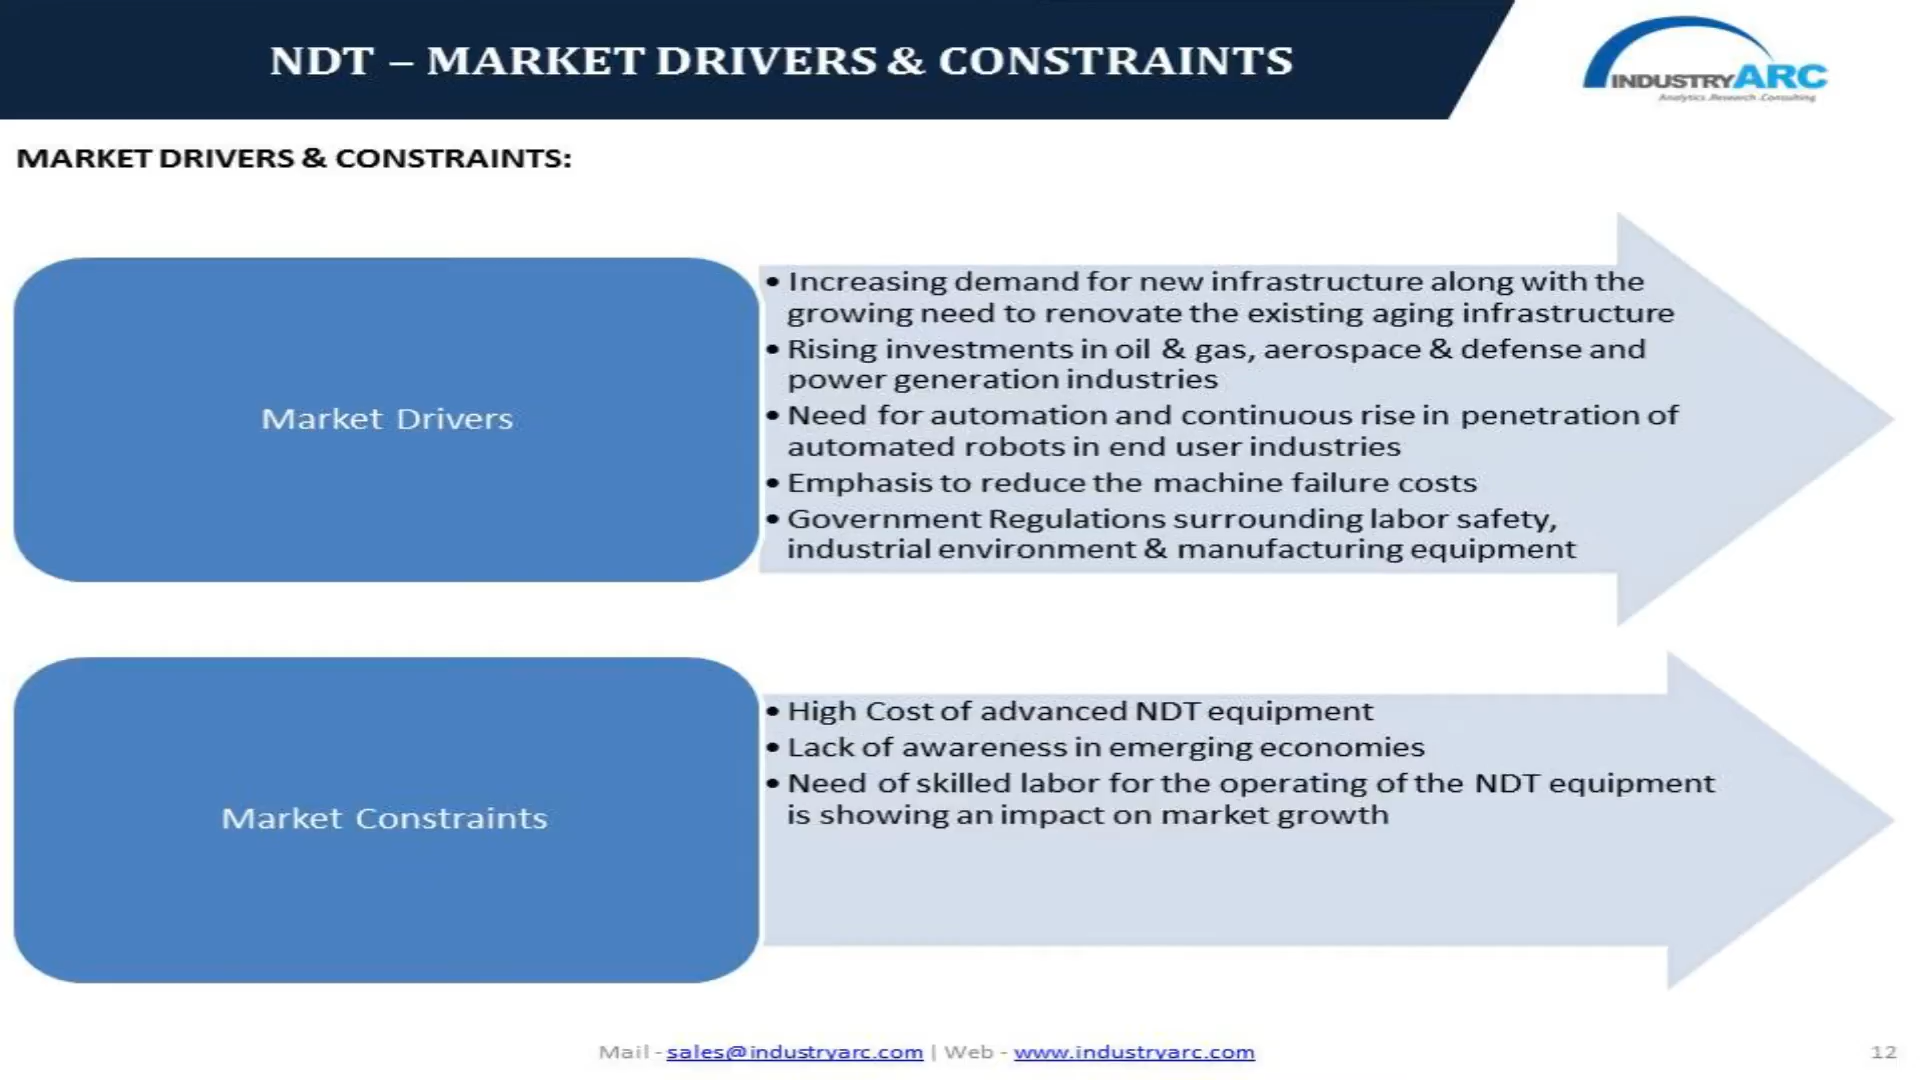 NDT – MARKET DRIVERS & CONSTRAINTS
INDUSTRYARC
Analytics.Research.Consulting
MARKET DRIVERS & CONSTRAINTS:
Market Drivers
• Increasing demand for new infrastructure along with the
growing need to renovate the existing aging infrastructure
• Rising investments in oil & gas, aerospace & defense and
power generation industries
• Need for automation and continuous rise in penetration of
automated robots in end user industries
• Emphasis to reduce the machine failure costs
• Government Regulations surrounding labor safety,
industrial environment & manufacturing equipment
Market Constraints
• High Cost of advanced NDT equipment
• Lack of awareness in emerging economies
• Need of skilled labor for the operating of the NDT equipment
is showing an impact on market growth
Mail - sales@industryarc.com | Web - www.industryarc.com
12